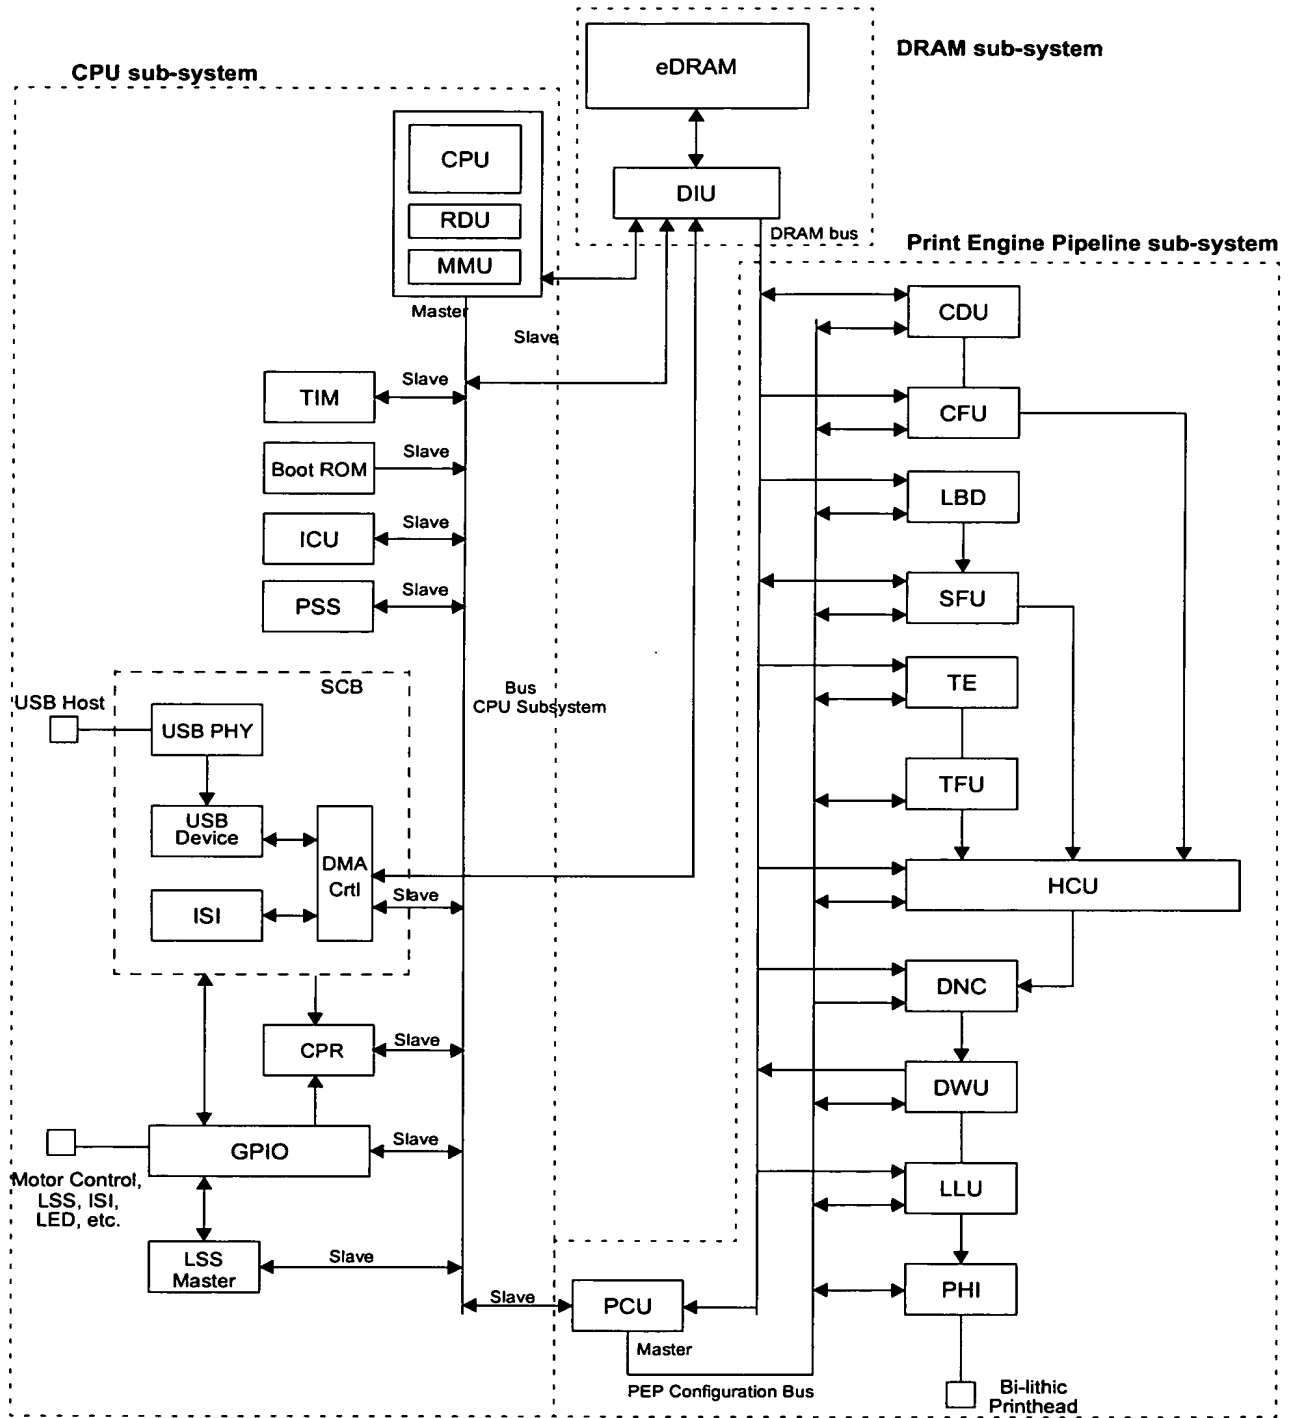 DRAM sub-system
eDRAM
CPU sub-system
CPU
DIU
RDU
DRAM bus
Print Engine Pipeline sub-system
MMU
Master
CDU
Slave
Slave
TIM
CFU
Slave
Boot ROM
LBD
Slave
ICU
Slave
PSS
SFU
TE
SCB
Bus
CPU Subsystem
USB Host
USB PHY
TFU
USB
Device
DMA
Crtl
Slave
HCU
ISI
DNC
Slave
CPR
DWU
Slave
GPIO
Motor Control,
LSS, ISI,
LED, etc.
LLU
Slave
LSS
Master
Slave
PCU
PHI
Master
PEP Configuration Bus
Bi-lithic
Printhead